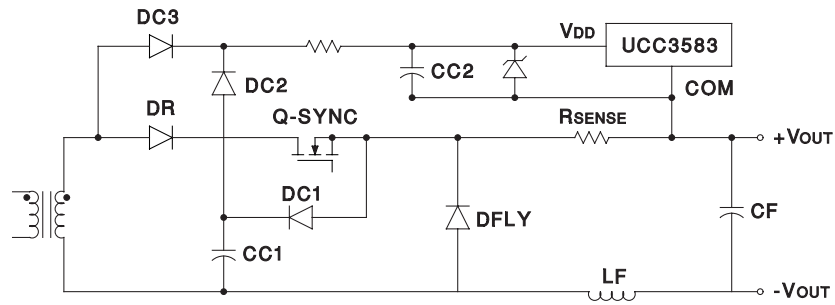 DC3
VDD
UCC3583
DC2
CC2
COM
DR
Q-SYNC
RSENSE
+VOUT
DC1
DFLY
CF
CC1
LF
-VOUT